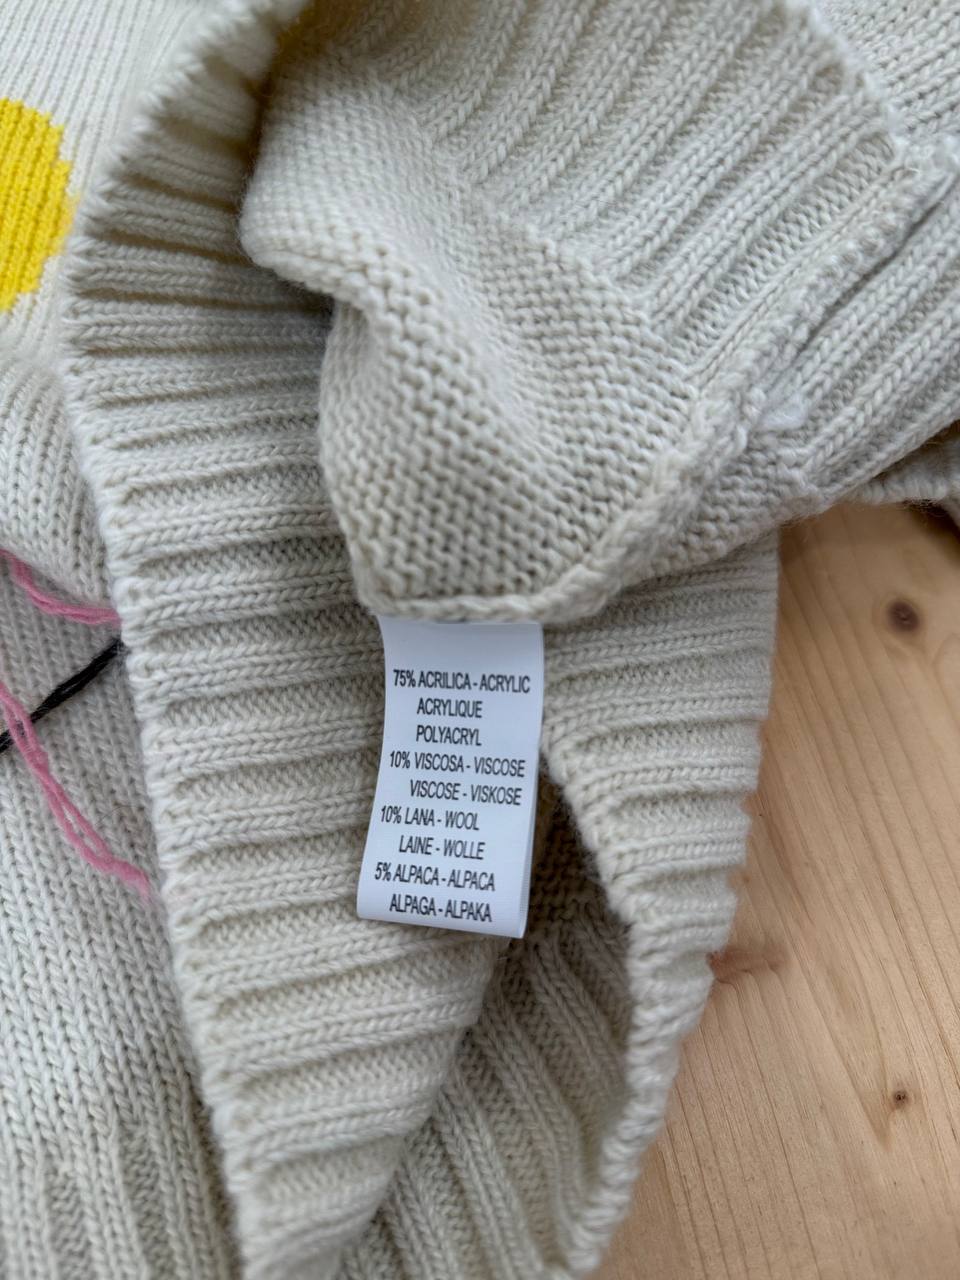 75% ACRILICA - ACRYLIC
ACRYLIQUE
POLYACRYL
10% VISCOSA - VISCOSE
VISCOSE - VISKOSE
10% LANA - WOOL
LAINE - WOLLE
5% ALPACA - ALPACA
ALPAGA - ALPAKA